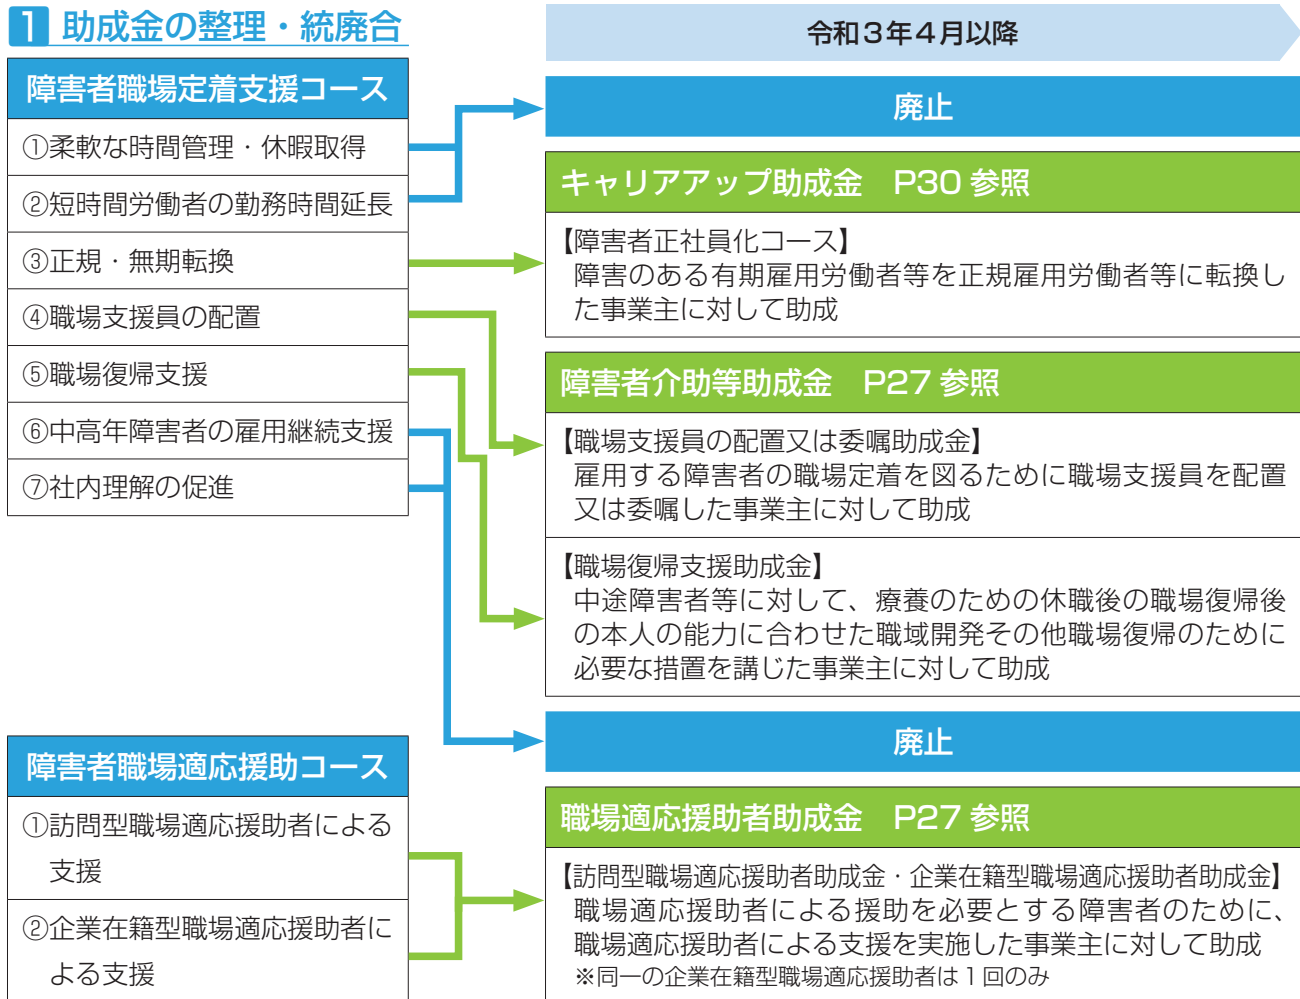 1 助成金の整理・統廃合
令和３年４月以降
障害者職場定着支援コース
①柔軟な時間管理・休暇取得
②短時間労働者の勤務時間延長
③正規・無期転換
④職場支援員の配置
⑤職場復帰支援
⑥中高年障害者の雇用継続支援
⑦社内理解の促進
廃止
キャリアアップ助成金　P30 参照
【障害者正社員化コース】
障害のある有期雇用労働者等を正規雇用労働者等に転換し
た事業主に対して助成
障害者介助等助成金　P27 参照
【職場支援員の配置又は委嘱助成金】
雇用する障害者の職場定着を図るために職場支援員を配置
又は委嘱した事業主に対して助成
【職場復帰支援助成金】
中途障害者等に対して、療養のための休職後の職場復帰後
の本人の能力に合わせた職域開発その他職場復帰のために
必要な措置を講じた事業主に対して助成
廃止
障害者職場適応援助コース
①訪問型職場適応援助者による
支援
②企業在籍型職場適応援助者に
よる支援
職場適応援助者助成金　P27 参照
【訪問型職場適応援助者助成金・企業在籍型職場適応援助者助成金】
職場適応援助者による援助を必要とする障害者のために、
職場適応援助者による支援を実施した事業主に対して助成
※同一の企業在籍型職場適応援助者は１回のみ